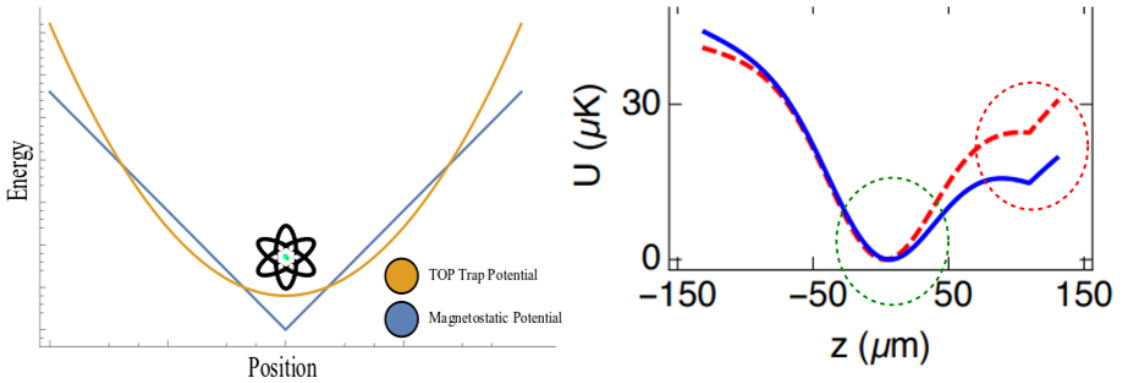 Energy
TOP Trap Potential
Magnetostatic Potential
Position
U (μK)
30
0
−150
−50
50
150
z (μm)